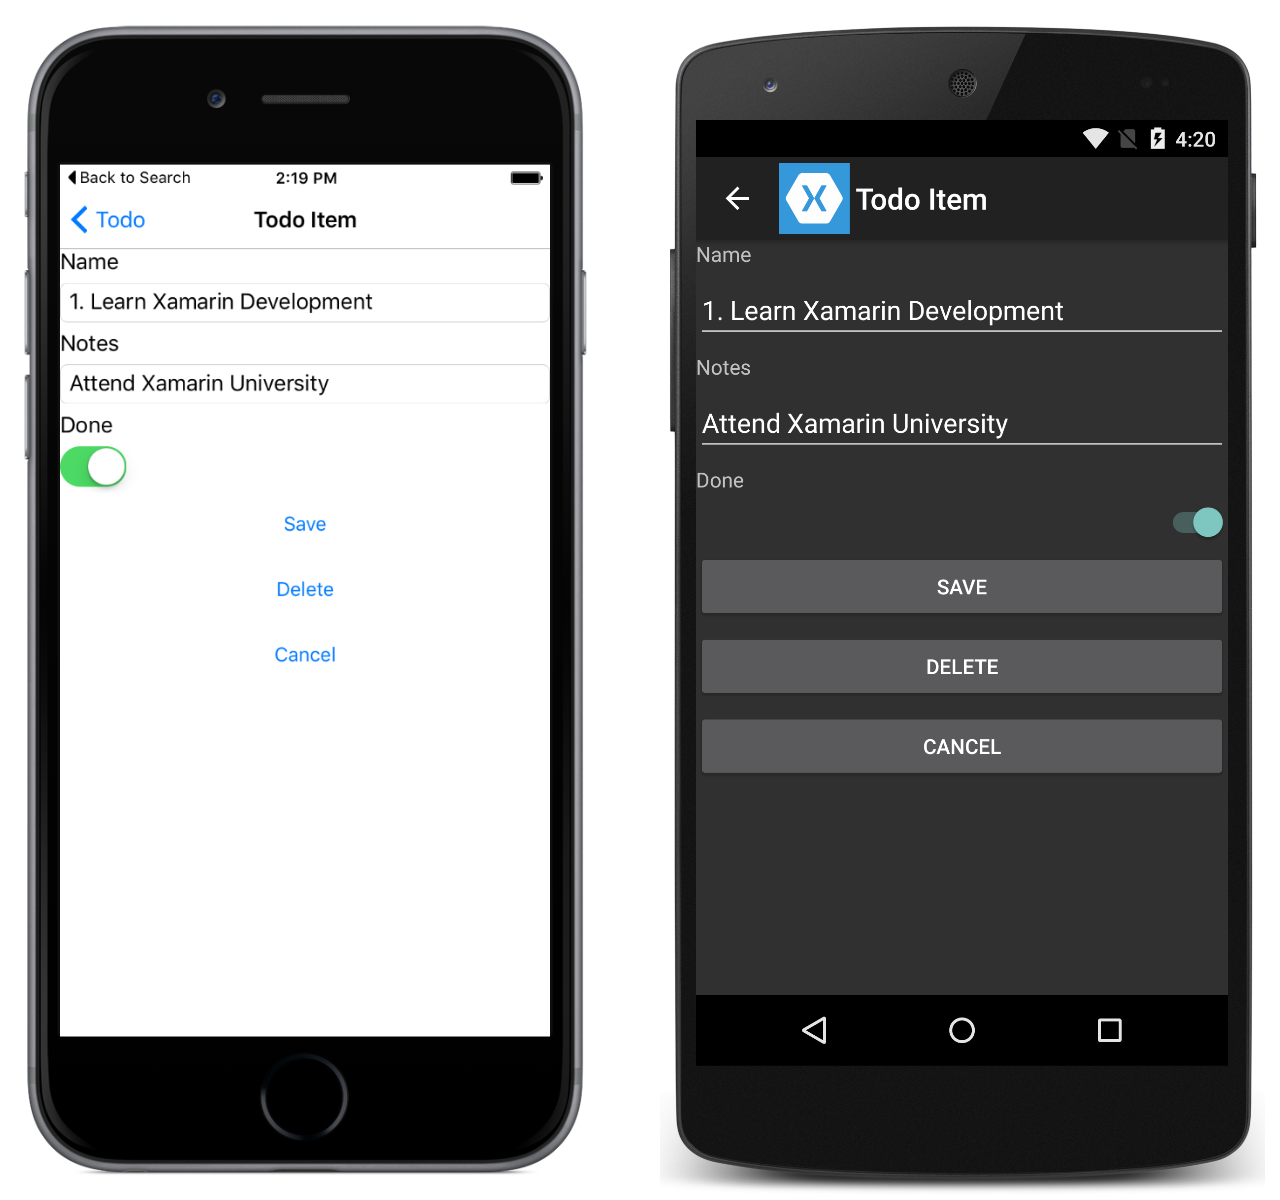 Back to Search 2:19 PM
Todo Todo Item
Name
1. Learn Xamarin Development
Notes
Attend Xamarin University
Done
Save
Delete
Cancel
4:20
Todo Item
Name
1. Learn Xamarin Development
Notes
Attend Xamarin University
Done
SAVE
DELETE
CANCEL